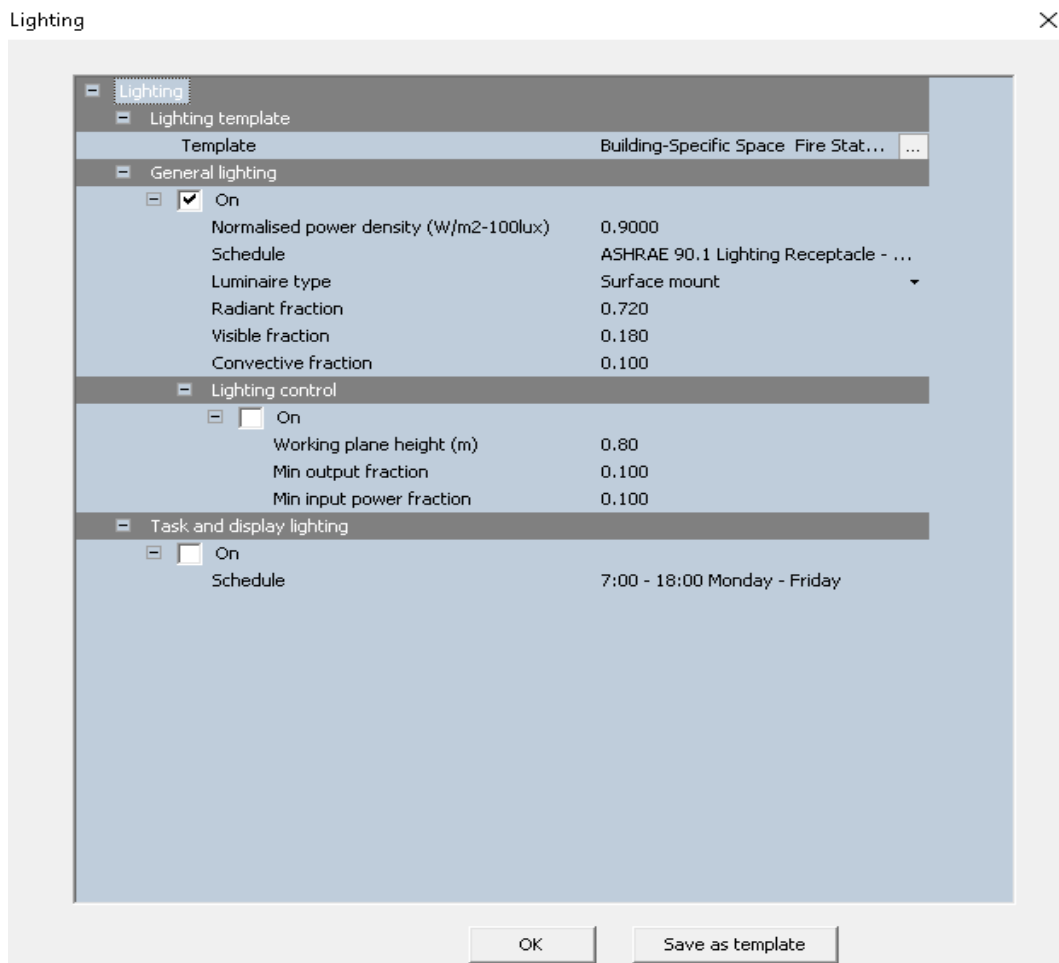 Lighting
Lighting
Lighting template
Template Building-Specific Space Fire Stat... ...
General lighting
On
Normalised power density (W/m2-100lux) 0.9000
Schedule ASHRAE 90.1 Lighting Receptacle - ...
Luminaire type Surface mount
Radiant fraction 0.720
Visible fraction 0.180
Convective fraction 0.100
Lighting control
On
Working plane height (m) 0.80
Min output fraction 0.100
Min input power fraction 0.100
Task and display lighting
On
Schedule 7:00 - 18:00 Monday - Friday
OK Save as template